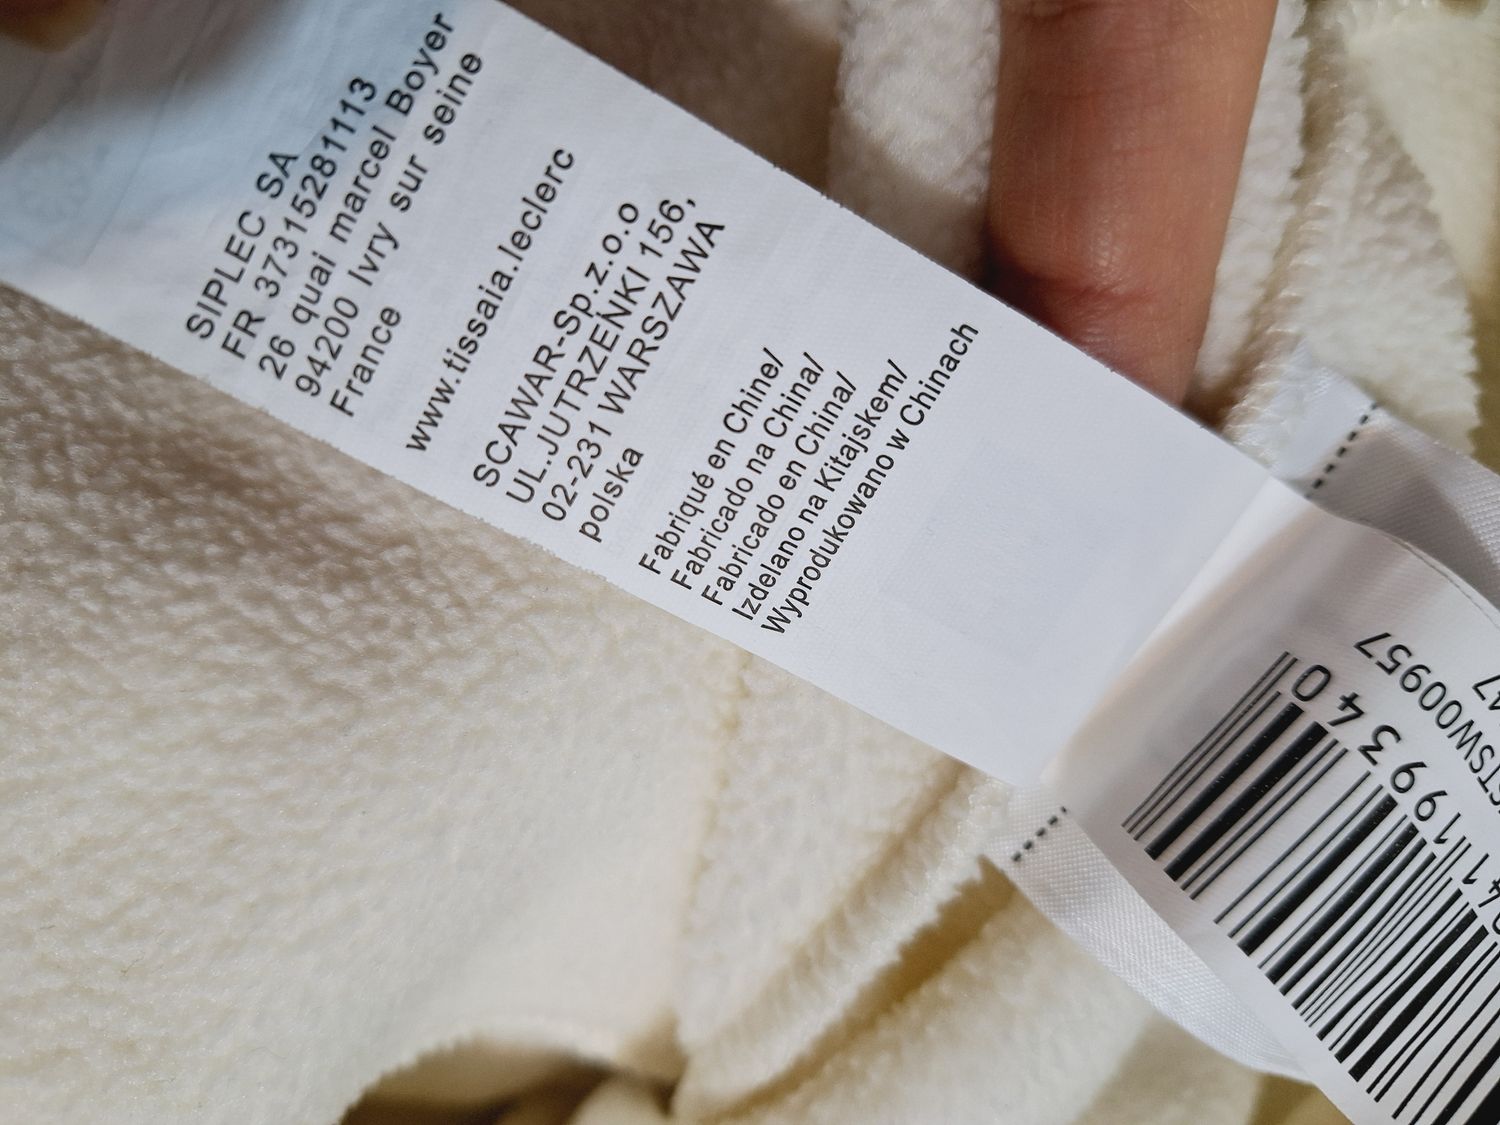 SIPLEC SA
FR 37315281113
26 quai marcel Boyer
94200 Ivry sur seine
France
www.tissaia.leclerc
SCAWAR-Sp.z.o.o
UL.JUTRZEŃKI 156,
02-231 WARSZAWA
polska
Fabriqué en Chine/
Fabricado na China/
Fabricado en China/
Izdelano na Kitajskem/
Wyprodukowano w Chinach